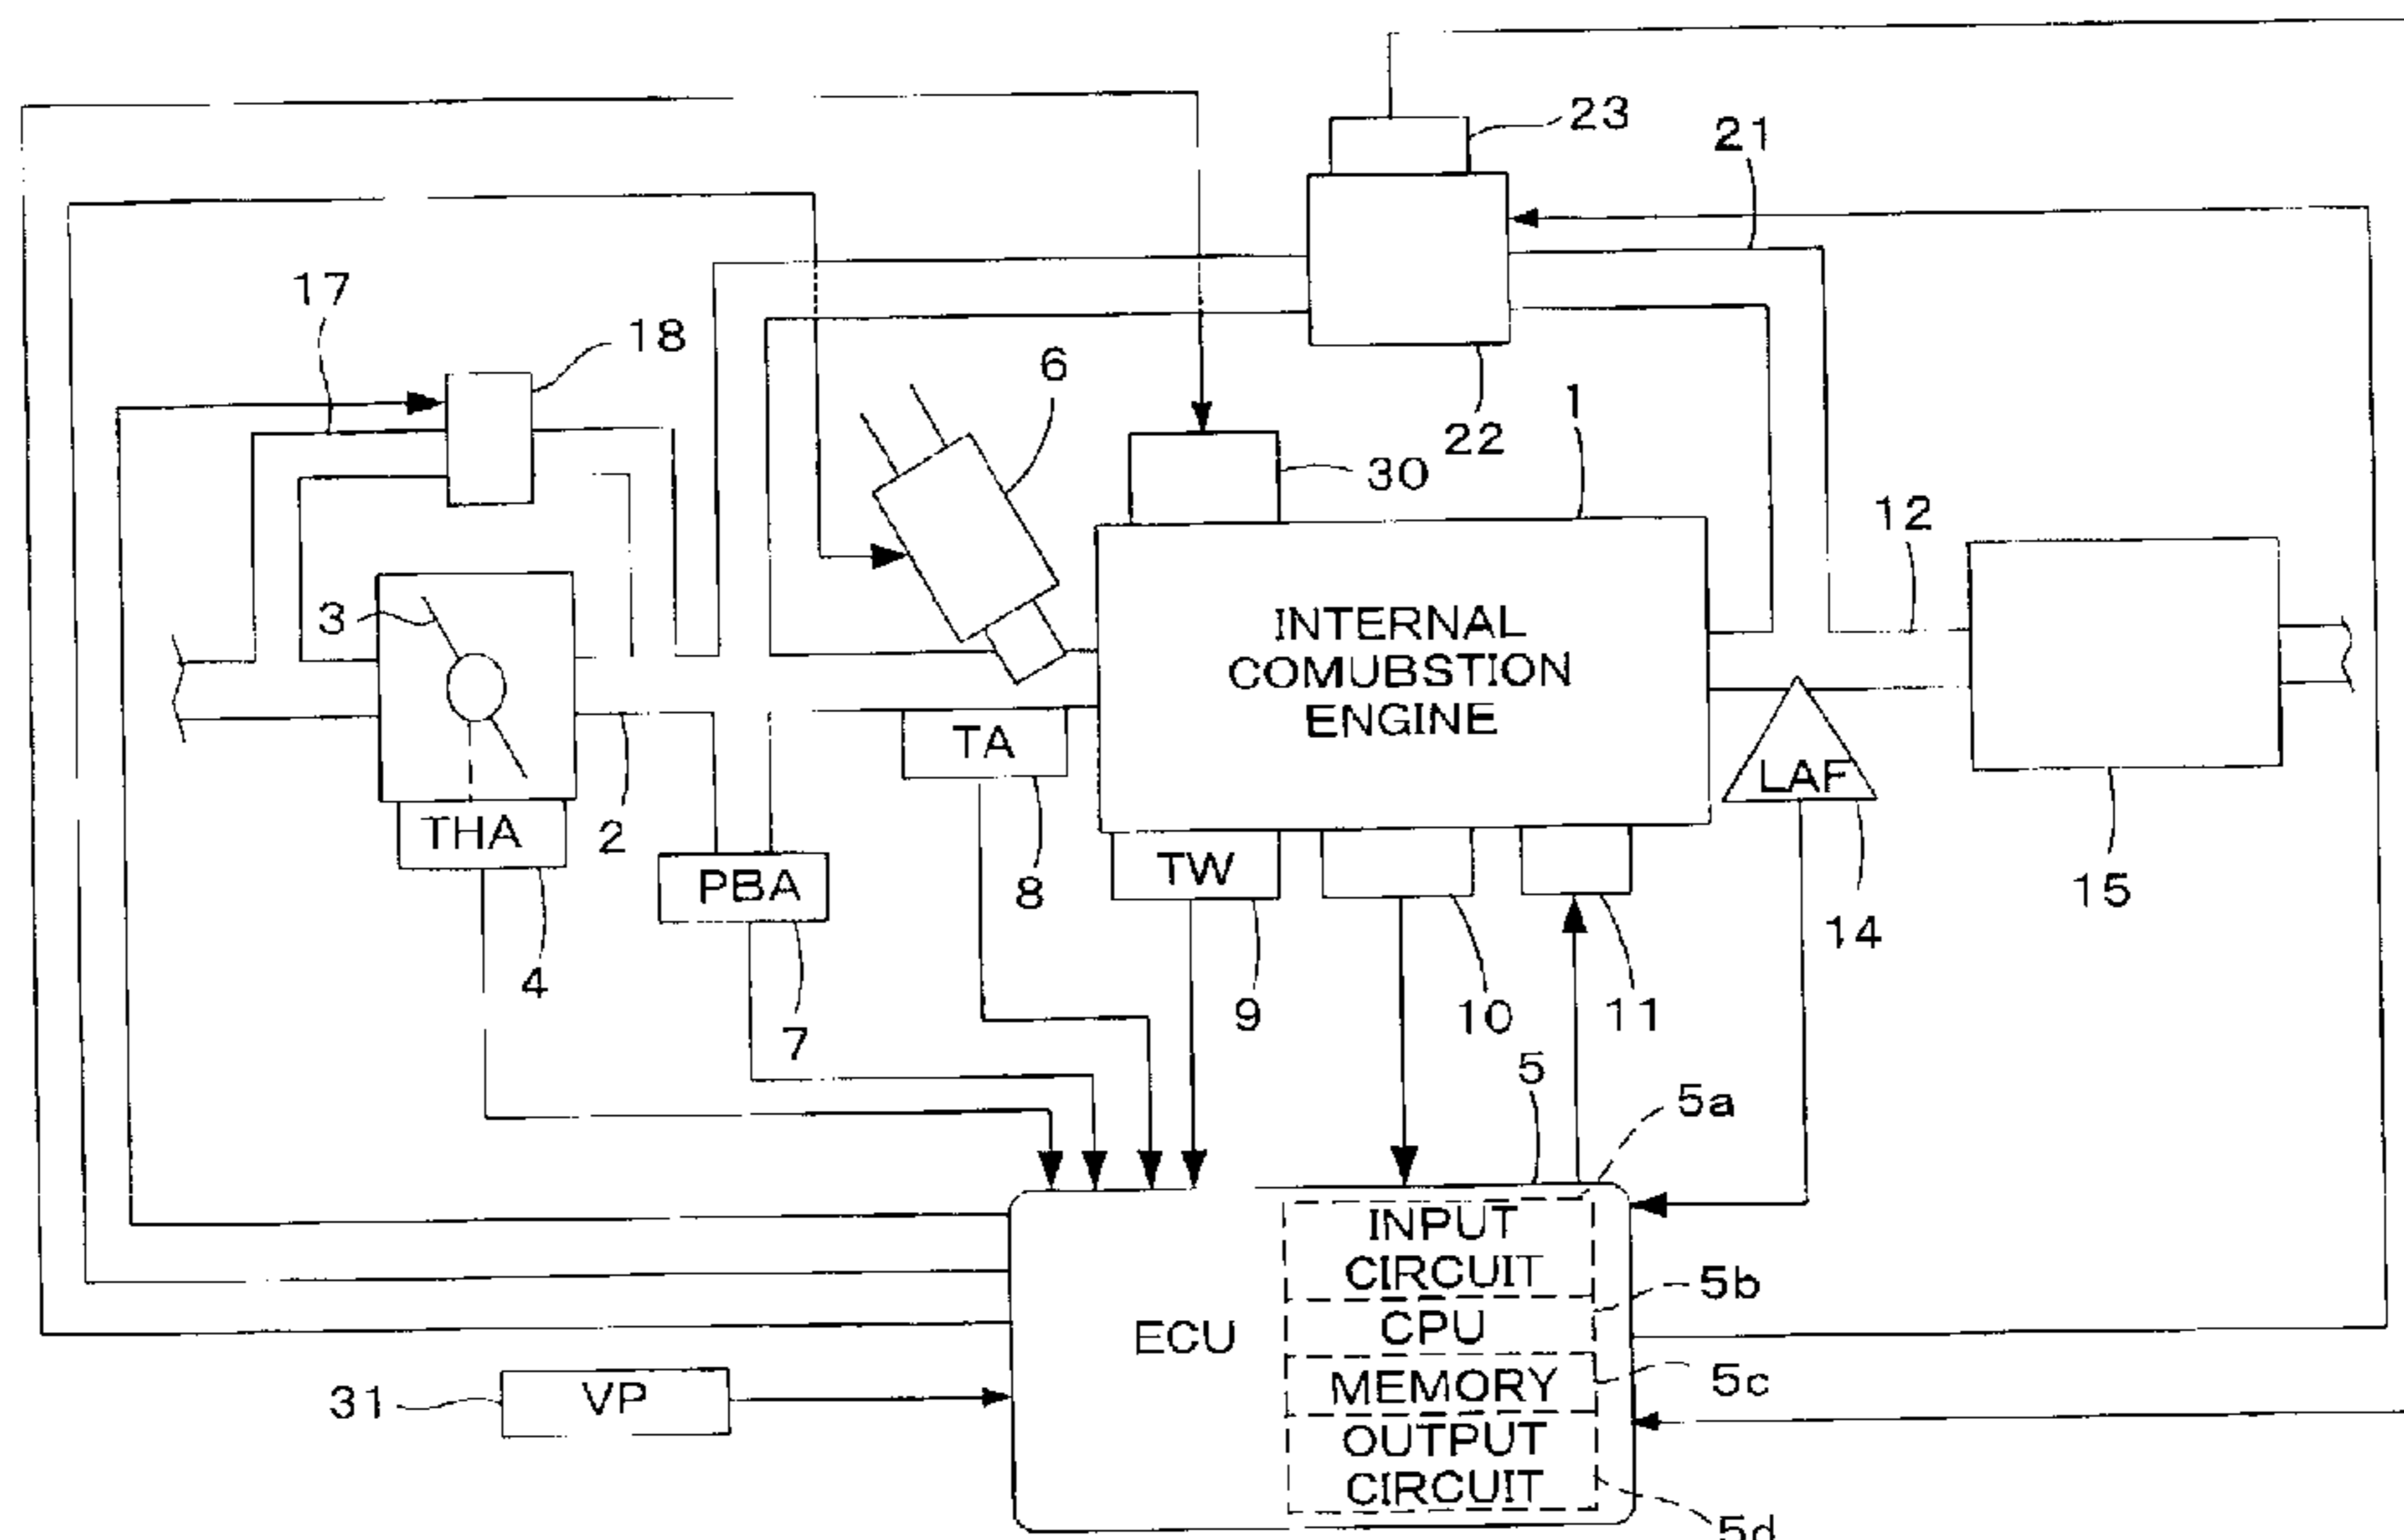 23
21
17
18
6
1
22
30
12
3
INTERNAL
COMUBSTION
ENGINE
TA
LAF
THA
2
PBA
8
TW
15
14
4
9
10
11
7
5
5a
INPUT
CIRCUIT
5b
ECU
CPU
31
VP
MEMORY
5c
OUTPUT
CIRCUIT
5d